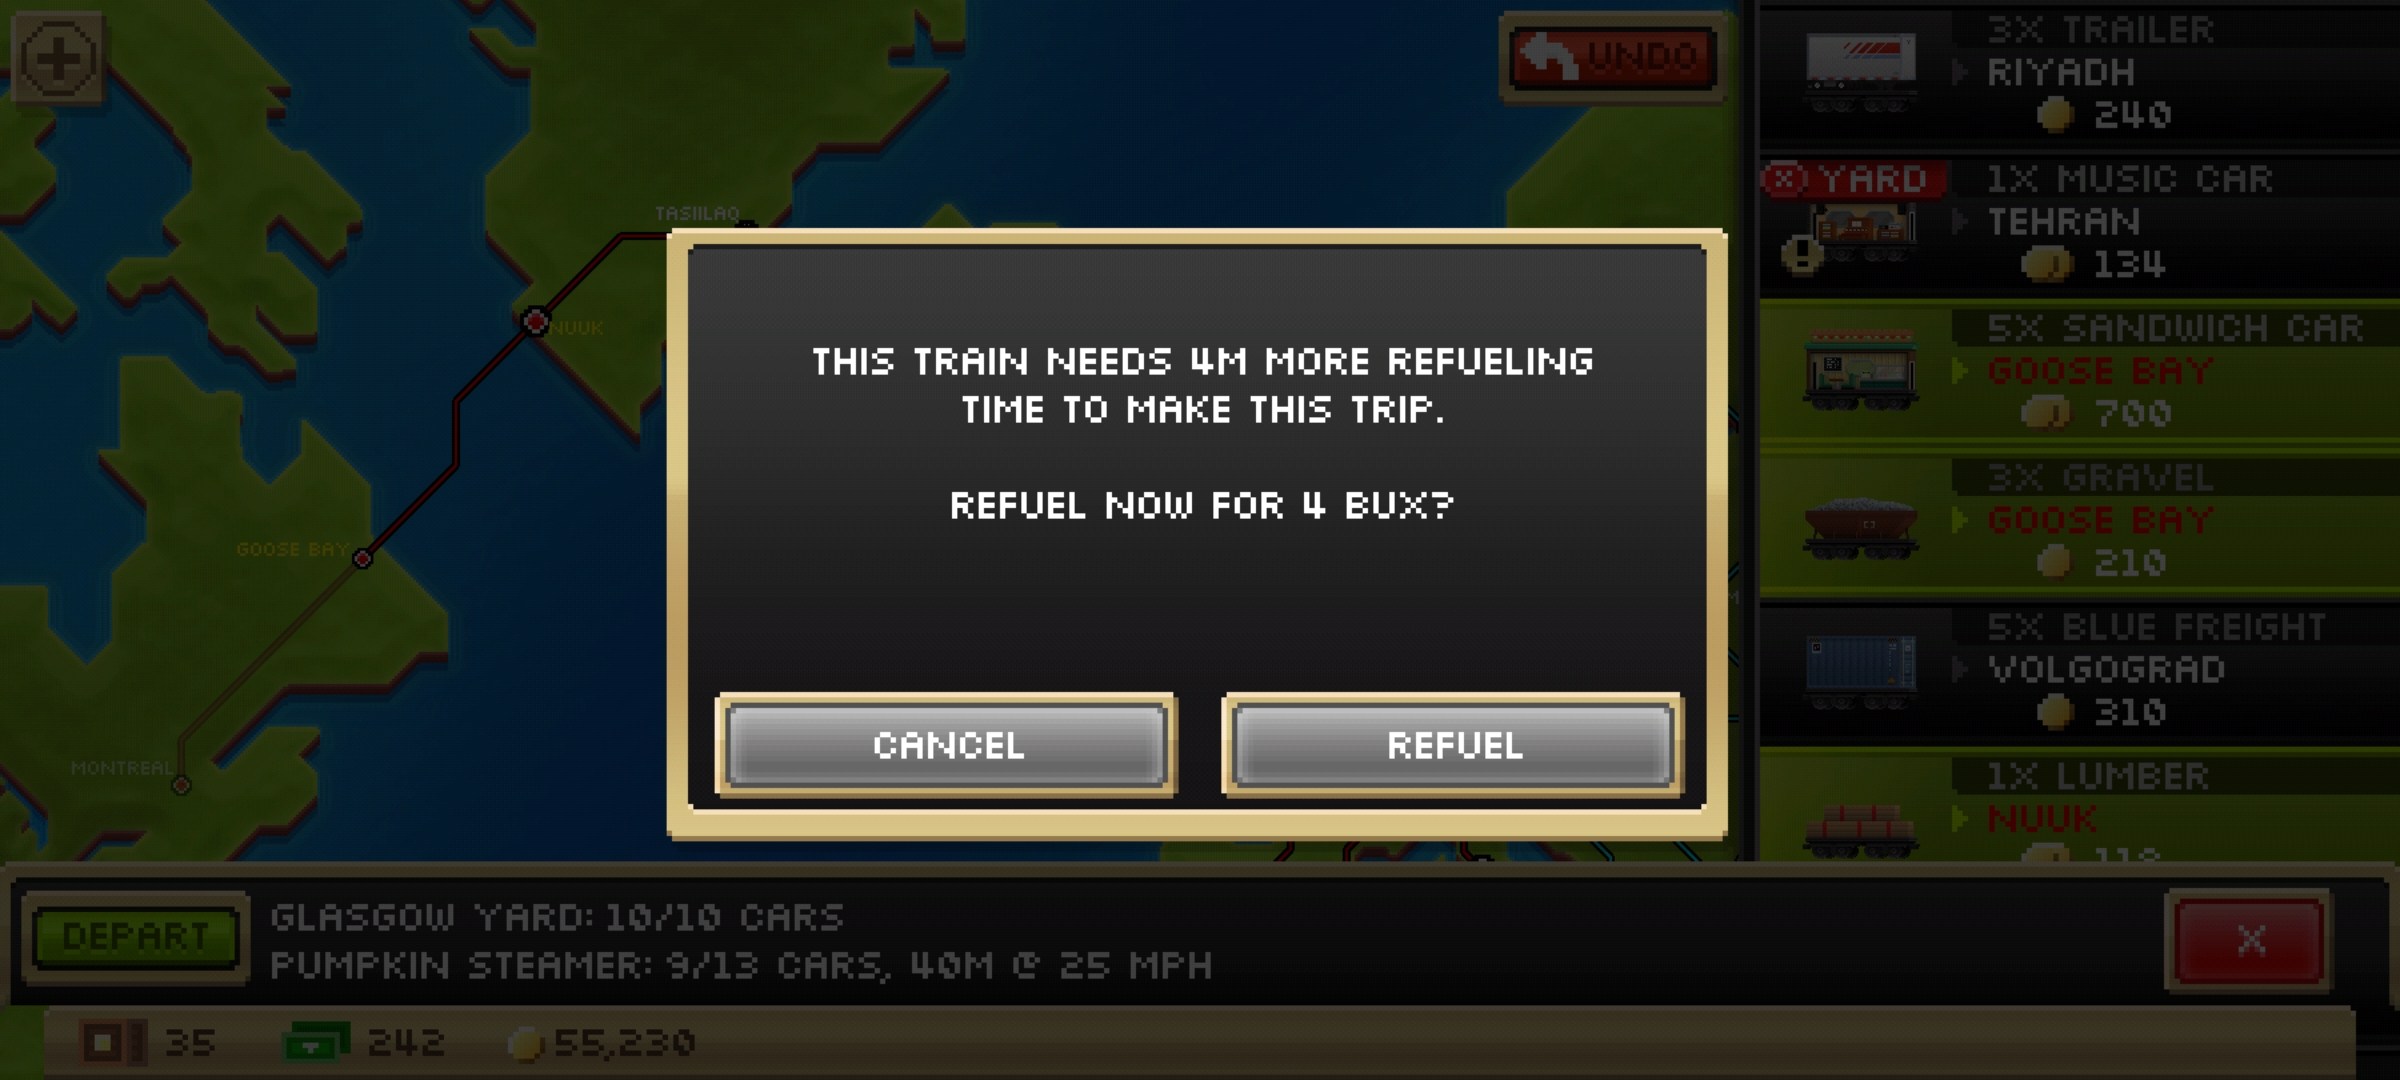 UNDO
TASIILAQ
NUUK
GOOSE BAY
MONTREAL
THIS TRAIN NEEDS 4M MORE REFUELING
TIME TO MAKE THIS TRIP.
REFUEL NOW FOR 4 BUX?
CANCEL
REFUEL
3X TRAILER
RIYADH
240
YARD
1X MUSIC CAR
TEHRAN
134
5X SANDWICH CAR
GOOSE BAY
700
3X GRAVEL
GOOSE BAY
210
5X BLUE FREIGHT
VOLGOGRAD
310
1X LUMBER
NUUK
DEPART
GLASGOW YARD: 10/10 CARS
PUMPKIN STEAMER: 9/13 CARS, 40M @ 25 MPH
X
35
242
55,230